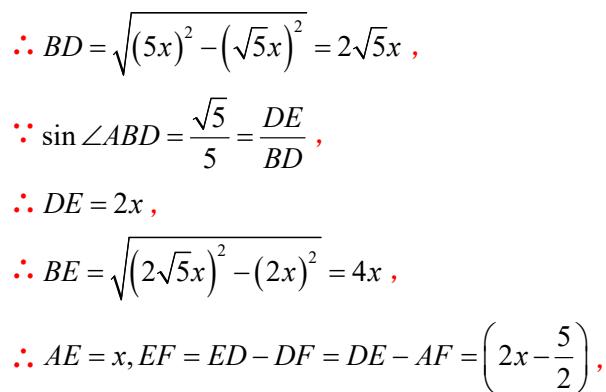 ∴ BD = √((5x)² − (√5x)²) = 2√5x ，
∵ sin ∠ABD = √5/5 = DE/BD ，
∴ DE = 2x ，
∴ BE = √((2√5x)² − (2x)²) = 4x ，
∴ AE = x, EF = ED − DF = DE − AF = (2x − 5/2) ，